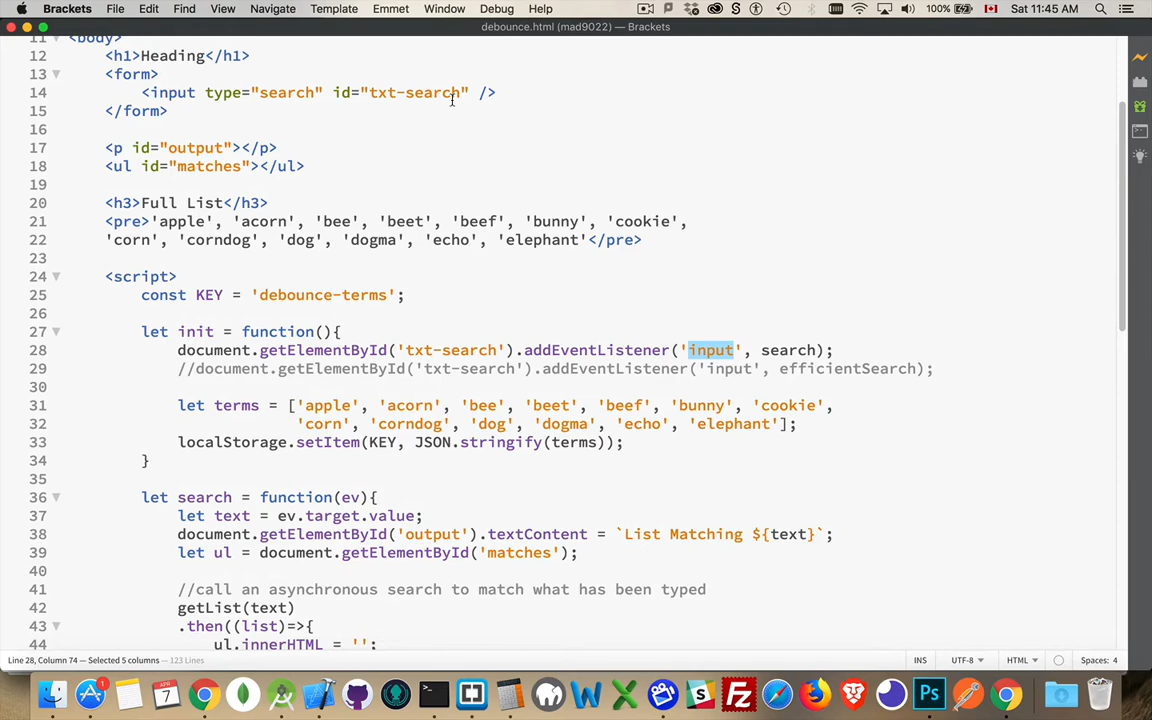 Brackets File Edit Find View Navigate Template Emmet Window Debug Help 100% Sat 11:45 AM
debounce.html (mad9022) — Brackets
11 <body>
12 <h1>Heading</h1>
13 <form>
14 <input type="search" id="txt-search" />
15 </form>
16
17 <p id="output"></p>
18 <ul id="matches"></ul>
19
20 <h3>Full List</h3>
21 <pre>'apple', 'acorn', 'bee', 'beet', 'beef', 'bunny', 'cookie',
22 'corn', 'corndog', 'dog', 'dogma', 'echo', 'elephant'</pre>
23
24 <script>
25 const KEY = 'debounce-terms';
26
27 let init = function(){
28 document.getElementById('txt-search').addEventListener('input', search);
29 //document.getElementById('txt-search').addEventListener('input', efficientSearch);
30
31 let terms = ['apple', 'acorn', 'bee', 'beet', 'beef', 'bunny', 'cookie',
32 'corn', 'corndog', 'dog', 'dogma', 'echo', 'elephant'];
33 localStorage.setItem(KEY, JSON.stringify(terms));
34 }
35
36 let search = function(ev){
37 let text = ev.target.value;
38 document.getElementById('output').textContent = `List Matching ${text}`;
39 let ul = document.getElementById('matches');
40
41 //call an asynchronous search to match what has been typed
42 getList(text)
43 .then((list)=>{
44 ul.innerHTML = '';
Line 28, Column 74 — Selected 5 columns — 123 Lines INS UTF-8 HTML Spaces: 4
1 APR 7 W X S FZ Ps